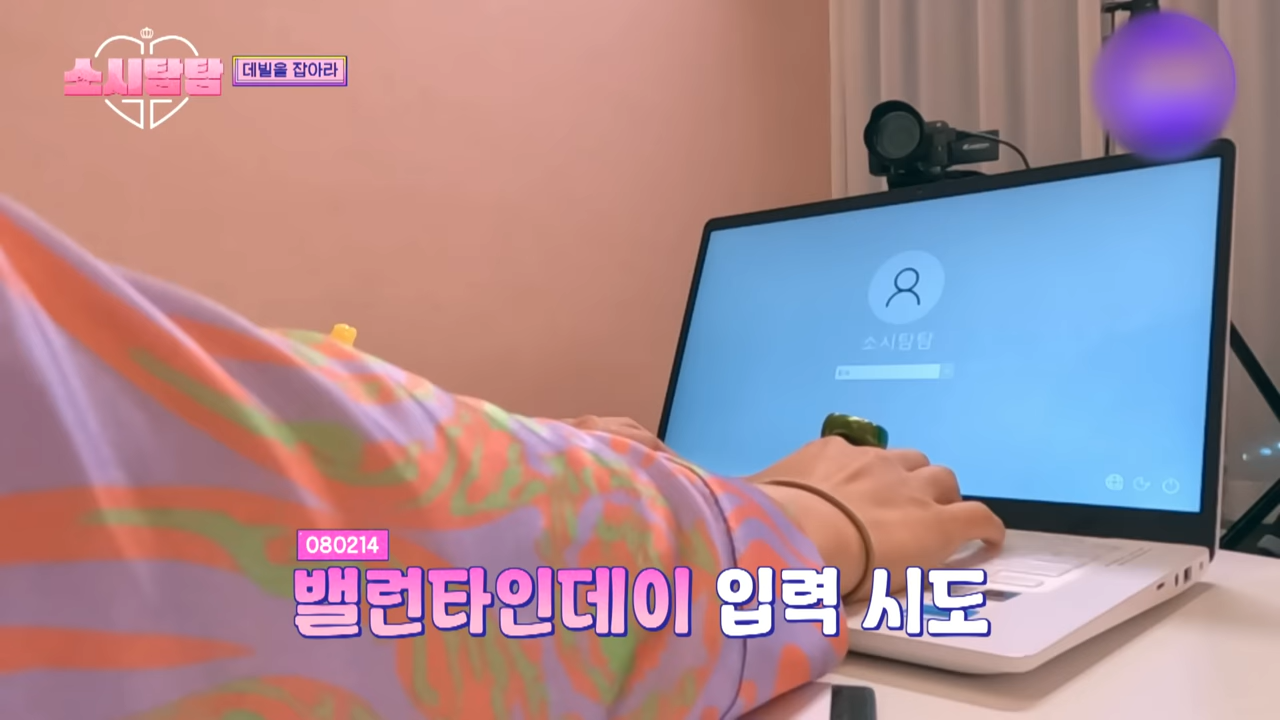 소시탐탐
데빌을 잡아라
소시탐탐
080214
밸런타인데이 입력 시도